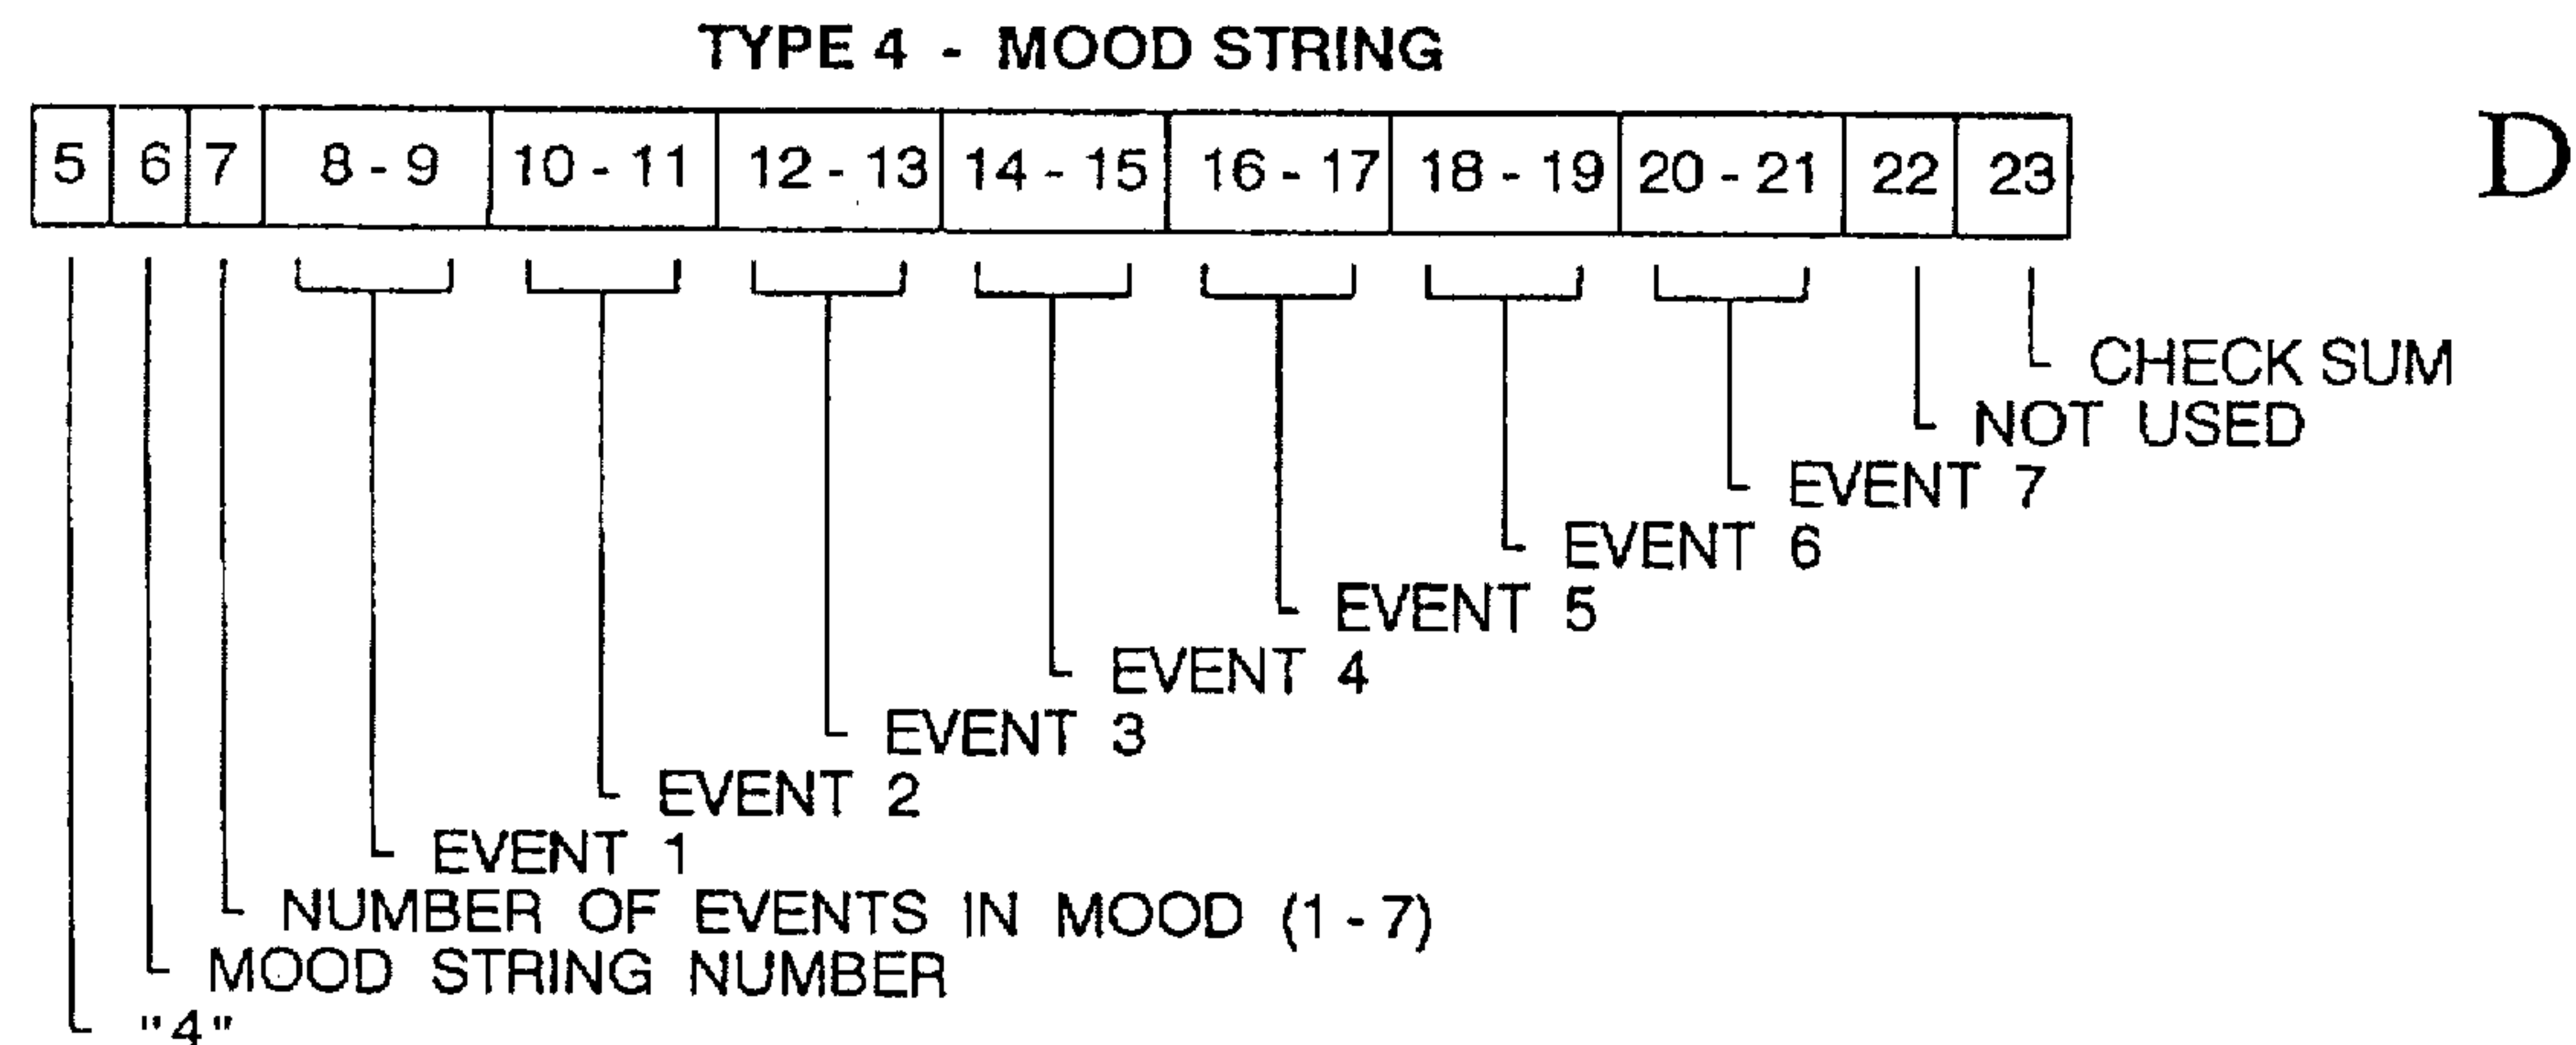 TYPE 4 - MOOD STRING
5 6 7 8 - 9 10 - 11 12 - 13 14 - 15 16 - 17 18 - 19 20 - 21 22 23
D
CHECK SUM
NOT USED
EVENT 7
EVENT 6
EVENT 5
EVENT 4
EVENT 3
EVENT 2
EVENT 1
NUMBER OF EVENTS IN MOOD (1 - 7)
MOOD STRING NUMBER
"4"